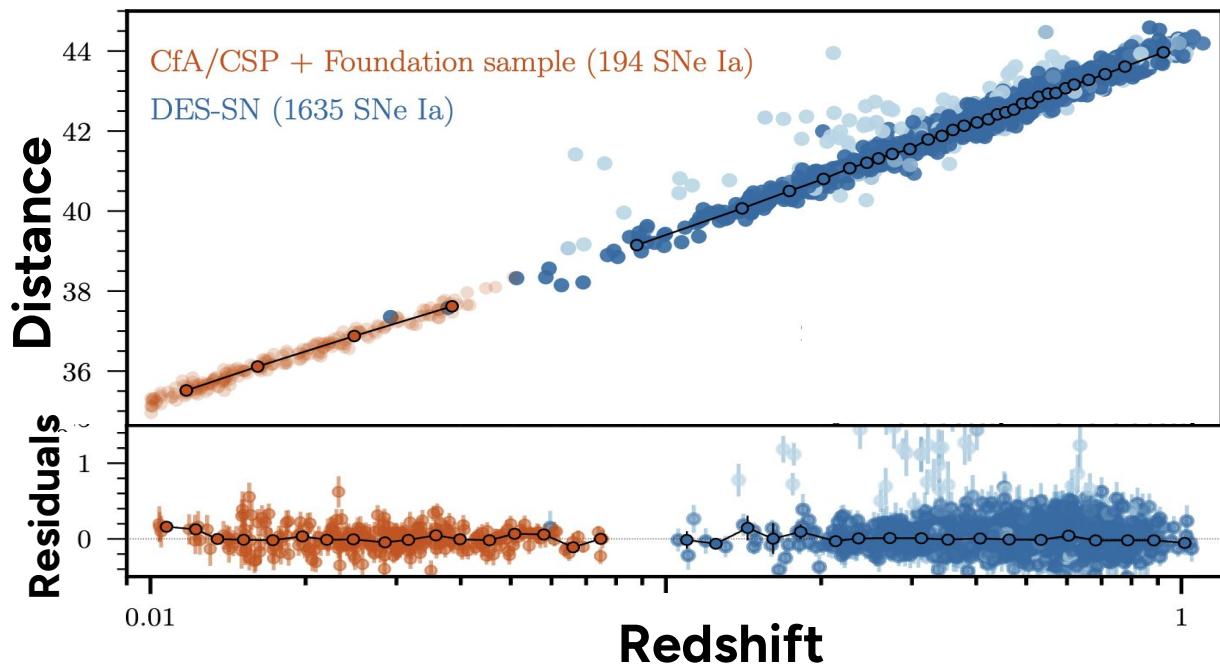 44
CfA/CSP + Foundation sample (194 SNe Ia)
DES-SN (1635 SNe Ia)
42
40
38
36
Distance
1
0
Residuals
0.01
1
Redshift